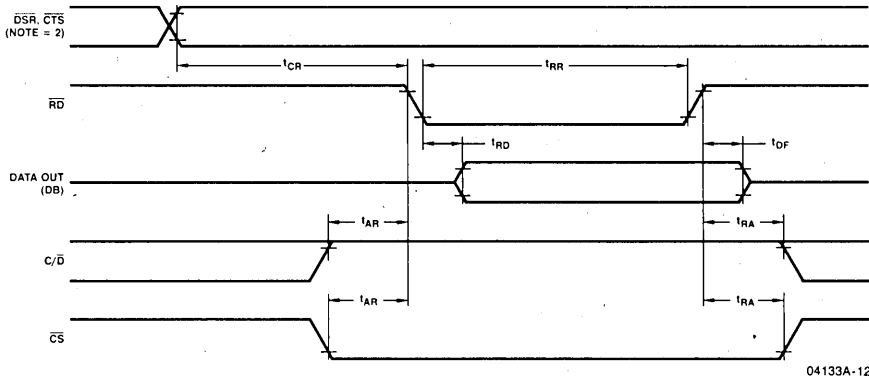 DSR, CTS
(NOTE = 2)
tCR
tRR
RD
tRD
tDF
DATA OUT
(DB)
tAR
tRA
C/D
tAR
tRA
CS
04133A-12